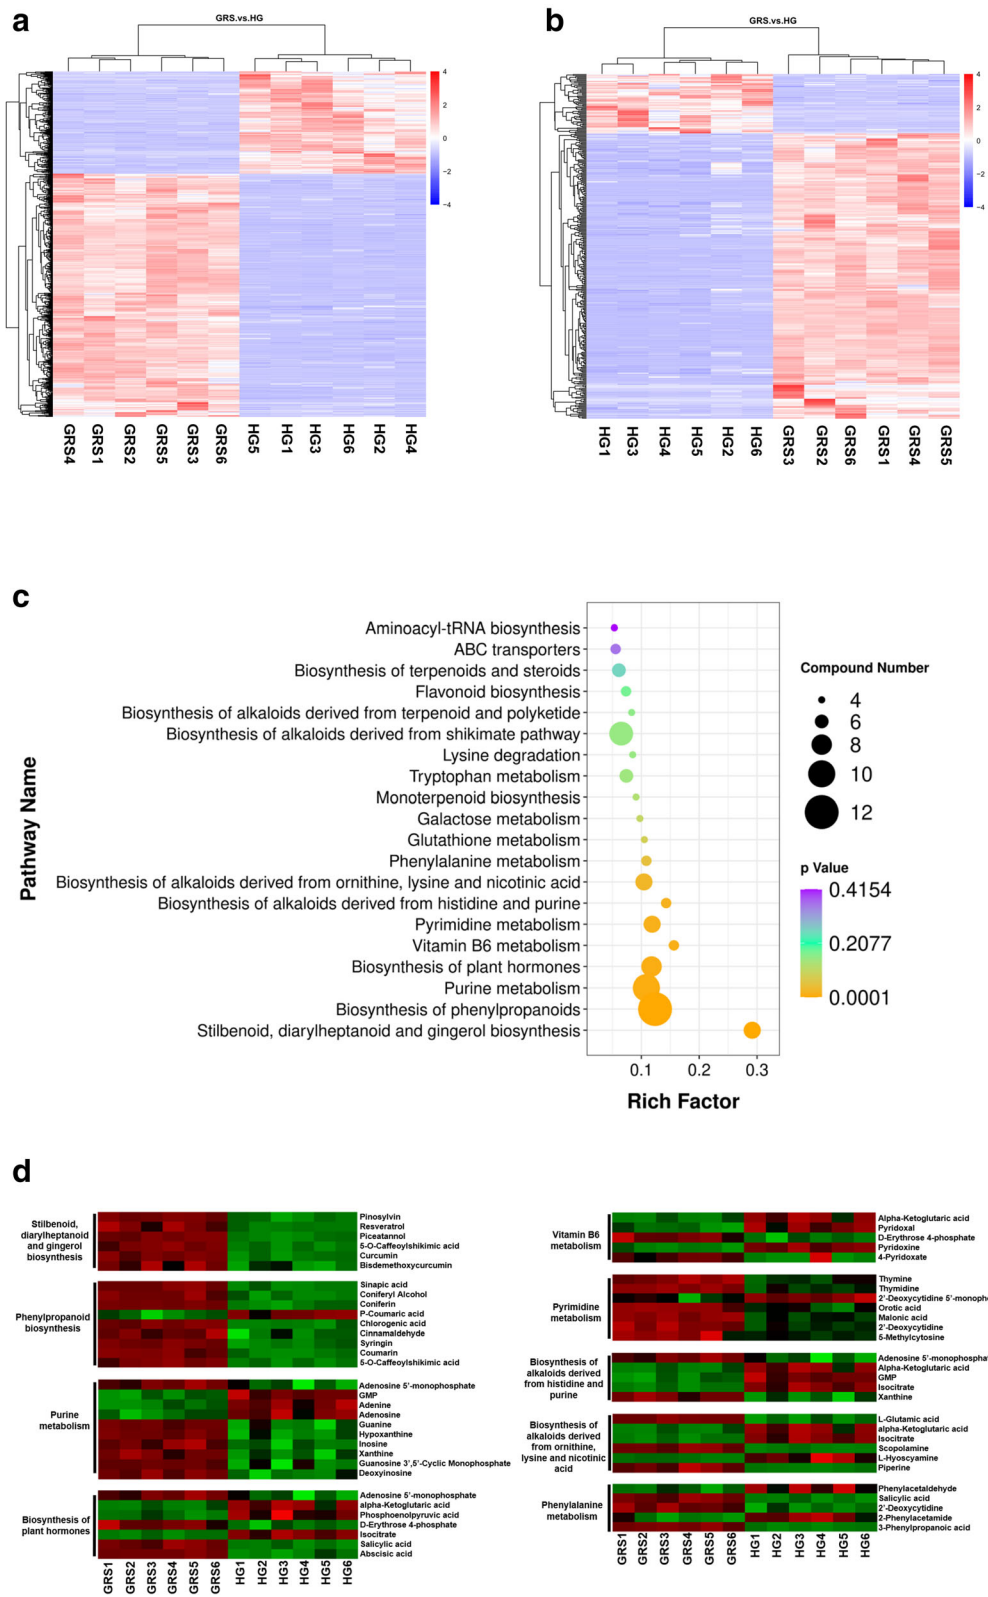 a
GRS.vs.HG
4
2
0
−2
−4
GRS4
GRS1
GRS2
GRS5
GRS3
GRS6
HG5
HG1
HG3
HG6
HG2
HG4
b
GRS.vs.HG
4
2
0
−2
−4
HG1
HG3
HG4
HG5
HG2
HG6
GRS3
GRS2
GRS6
GRS1
GRS4
GRS5
c
Pathway Name
Aminoacyl-tRNA biosynthesis
ABC transporters
Biosynthesis of terpenoids and steroids
Flavonoid biosynthesis
Biosynthesis of alkaloids derived from terpenoid and polyketide
Biosynthesis of alkaloids derived from shikimate pathway
Lysine degradation
Tryptophan metabolism
Monoterpenoid biosynthesis
Galactose metabolism
Glutathione metabolism
Phenylalanine metabolism
Biosynthesis of alkaloids derived from ornithine, lysine and nicotinic acid
Biosynthesis of alkaloids derived from histidine and purine
Pyrimidine metabolism
Vitamin B6 metabolism
Biosynthesis of plant hormones
Purine metabolism
Biosynthesis of phenylpropanoids
Stilbenoid, diarylheptanoid and gingerol biosynthesis
0.1
0.2
0.3
Rich Factor
Compound Number
4
6
8
10
12
p Value
0.4154
0.2077
0.0001
d
Stilbenoid,
diarylheptanoid
and gingerol
biosynthesis
Pinosylvin
Resveratrol
Piceatannol
5-O-Caffeoylshikimic acid
Curcumin
Bisdemethoxycurcumin
Phenylpropanoid
biosynthesis
Sinapic acid
Coniferyl Alcohol
Coniferin
P-Coumaric acid
Chlorogenic acid
Cinnamaldehyde
Syringin
Coumarin
5-O-Caffeoylshikimic acid
Purine
metabolism
Adenosine 5'-monophosphate
GMP
Adenine
Adenosine
Guanine
Hypoxanthine
Inosine
Xanthine
Guanosine 3',5'-Cyclic Monophosphate
Deoxyinosine
Biosynthesis of
plant hormones
Adenosine 5'-monophosphate
alpha-Ketoglutaric acid
Phosphoenolpyruvic acid
D-Erythrose 4-phosphate
Isocitrate
Salicylic acid
Abscisic acid
GRS1
GRS2
GRS3
GRS4
GRS5
GRS6
HG1
HG2
HG3
HG4
HG5
HG6
Vitamin B6
metabolism
Alpha-Ketoglutaric acid
Pyridoxal
D-Erythrose 4-phosphate
Pyridoxine
4-Pyridoxate
Pyrimidine
metabolism
Thymine
Thymidine
2'-Deoxycytidine 5'-monopho
Orotic acid
Malonic acid
2'-Deoxycytidine
5-Methylcytosine
Biosynthesis of
alkaloids derived
from histidine and
purine
Adenosine 5'-monophosphat
Alpha-Ketoglutaric acid
GMP
Isocitrate
Xanthine
Biosynthesis of
alkaloids derived
from ornithine,
lysine and nicotinic
acid
L-Glutamic acid
alpha-Ketoglutaric acid
Isocitrate
Scopolamine
L-Hyoscyamine
Piperine
Phenylalanine
metabolism
Phenylacetaldehyde
Salicylic acid
2'-Deoxycytidine
2-Phenylacetamide
3-Phenylpropanoic acid
GRS1
GRS2
GRS3
GRS4
GRS5
GRS6
HG1
HG2
HG3
HG4
HG5
HG6